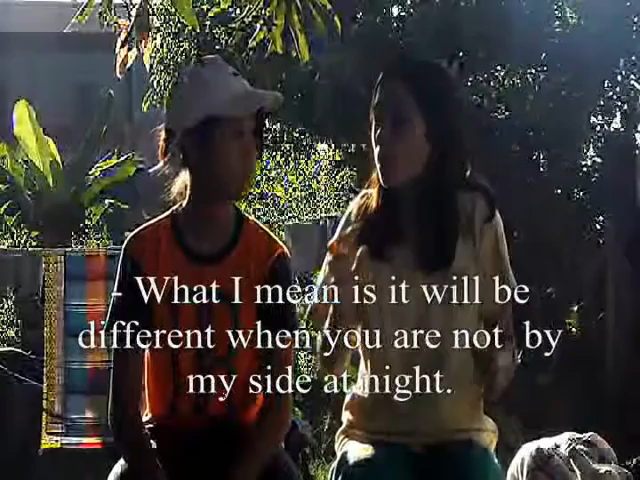 - What I mean is it will be
different when you are not by
my side at night.